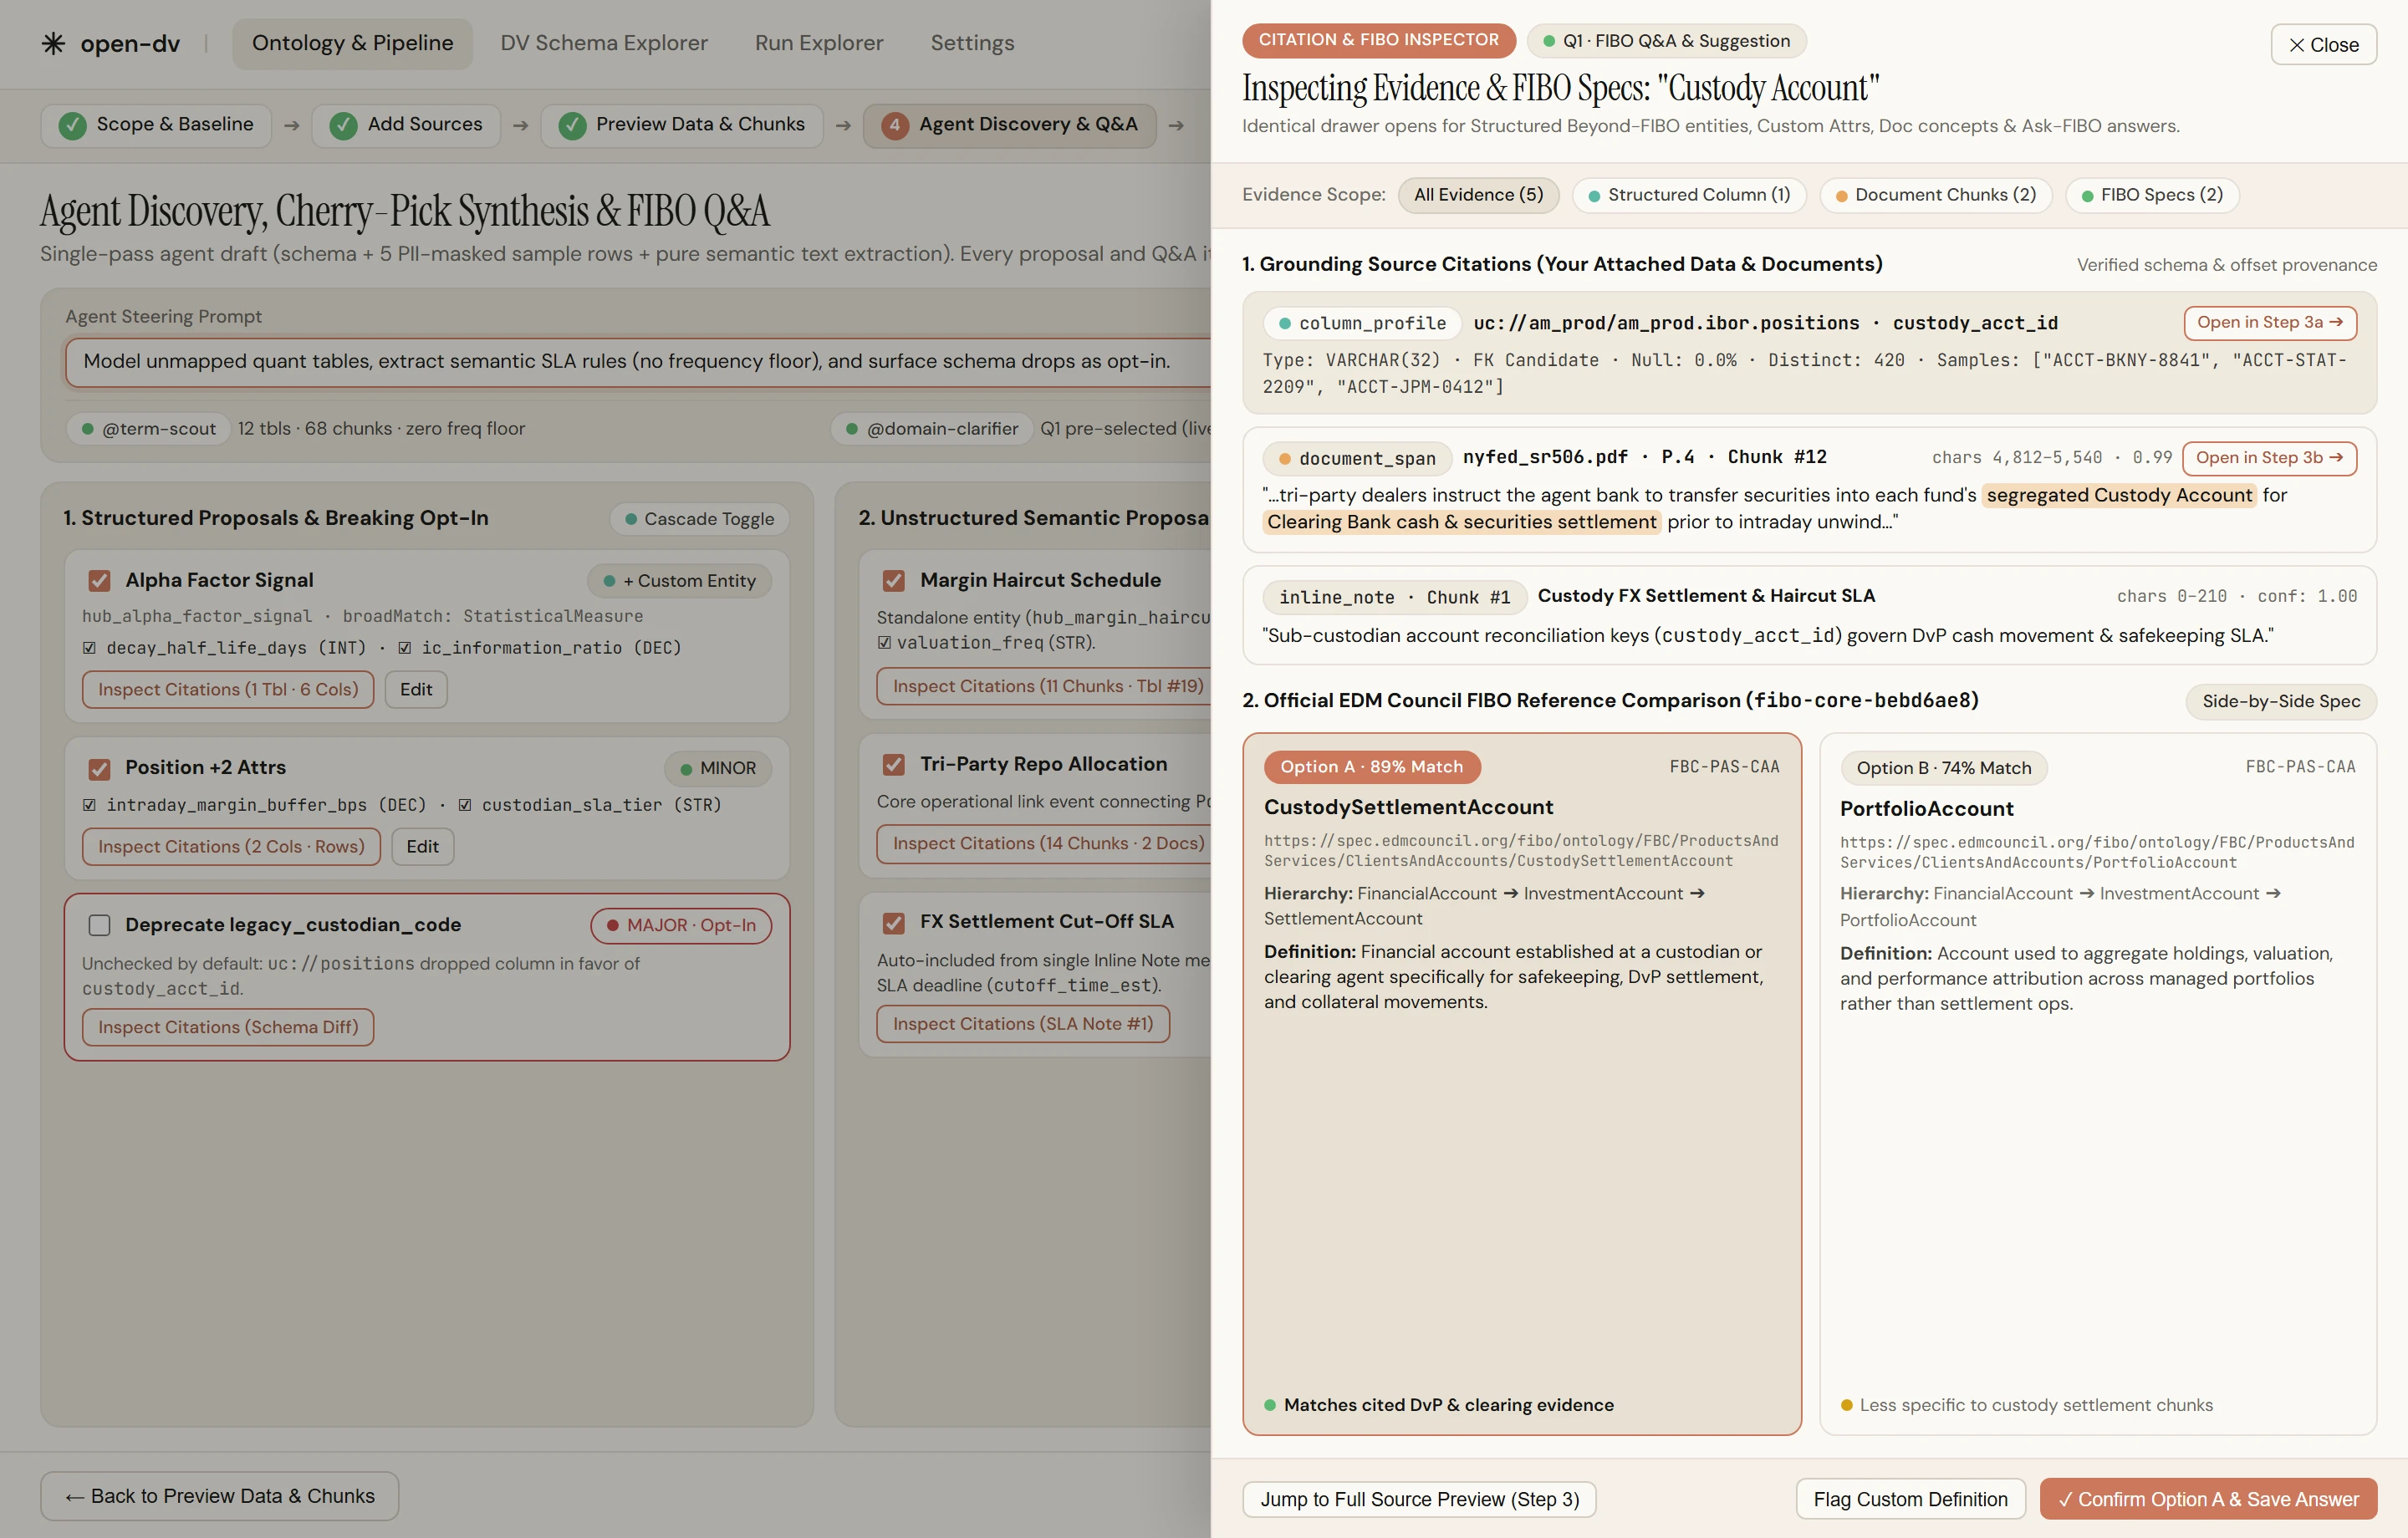 open-dv
Ontology & Pipeline
DV Schema Explorer
Run Explorer
Settings
Scope & Baseline → Add Sources → Preview Data & Chunks → 4 Agent Discovery & Q&A →
Agent Discovery, Cherry-Pick Synthesis & FIBO Q&A
Single-pass agent draft (schema + 5 PII-masked sample rows + pure semantic text extraction). Every proposal and Q&A
Agent Steering Prompt
Model unmapped quant tables, extract semantic SLA rules (no frequency floor), and surface schema drops as opt-in.
@term-scout 12 tbls · 68 chunks · zero freq floor
@domain-clarifier Q1 pre-selected
1. Structured Proposals & Breaking Opt-In
Cascade Toggle
Alpha Factor Signal
+ Custom Entity
hub_alpha_factor_signal · broadMatch: StatisticalMeasure
☑ decay_half_life_days (INT) · ☑ ic_information_ratio (DEC)
Inspect Citations (1 Tbl · 6 Cols)
Edit
Position +2 Attrs
MINOR
☑ intraday_margin_buffer_bps (DEC) · ☑ custodian_sla_tier (STR)
Inspect Citations (2 Cols · Rows)
Edit
Deprecate legacy_custodian_code
MAJOR · Opt-In
Unchecked by default: uc://positions dropped column in favor of
custody_acct_id.
Inspect Citations (Schema Diff)
2. Unstructured Semantic
Margin Haircut Schedule
Standalone entity
☑ valuation_freq (STR).
Inspect Citations (11 Chunks · Tbl #19)
Tri-Party Repo Allocation
Core operational link event connecting
Inspect Citations (14 Chunks · 2 Docs)
FX Settlement Cut-Off SLA
Auto-included from single Inline Note
SLA deadline (cutoff_time_est).
Inspect Citations (SLA Note #1)
← Back to Preview Data & Chunks
CITATION & FIBO INSPECTOR
Q1 · FIBO Q&A & Suggestion
× Close
Inspecting Evidence & FIBO Specs: "Custody Account"
Identical drawer opens for Structured Beyond-FIBO entities, Custom Attrs, Doc concepts & Ask-FIBO answers.
Evidence Scope: All Evidence (5) Structured Column (1) Document Chunks (2) FIBO Specs (2)
1. Grounding Source Citations (Your Attached Data & Documents)
Verified schema & offset provenance
column_profile uc://am_prod/am_prod.ibor.positions · custody_acct_id
Open in Step 3a →
Type: VARCHAR(32) · FK Candidate · Null: 0.0% · Distinct: 420 · Samples: ["ACCT-BKNY-8841", "ACCT-STAT-
2209", "ACCT-JPM-0412"]
document_span nyfed_sr506.pdf · P.4 · Chunk #12
chars 4,812–5,540 · 0.99
Open in Step 3b →
"...tri-party dealers instruct the agent bank to transfer securities into each fund's segregated Custody Account for
Clearing Bank cash & securities settlement prior to intraday unwind..."
inline_note · Chunk #1 Custody FX Settlement & Haircut SLA
chars 0–210 · conf: 1.00
"Sub-custodian account reconciliation keys (custody_acct_id) govern DvP cash movement & safekeeping SLA."
2. Official EDM Council FIBO Reference Comparison (fibo-core-bebd6ae8)
Side-by-Side Spec
Option A · 89% Match
FBC-PAS-CAA
CustodySettlementAccount
https://spec.edmcouncil.org/fibo/ontology/FBC/ProductsAnd
Services/ClientsAndAccounts/CustodySettlementAccount
Hierarchy: FinancialAccount → InvestmentAccount →
SettlementAccount
Definition: Financial account established at a custodian or
clearing agent specifically for safekeeping, DvP settlement,
and collateral movements.
Matches cited DvP & clearing evidence
Option B · 74% Match
FBC-PAS-CAA
PortfolioAccount
https://spec.edmcouncil.org/fibo/ontology/FBC/ProductsAnd
Services/ClientsAndAccounts/PortfolioAccount
Hierarchy: FinancialAccount → InvestmentAccount →
PortfolioAccount
Definition: Account used to aggregate holdings, valuation,
and performance attribution across managed portfolios
rather than settlement ops.
Less specific to custody settlement chunks
Jump to Full Source Preview (Step 3)
Flag Custom Definition
✓ Confirm Option A & Save Answer